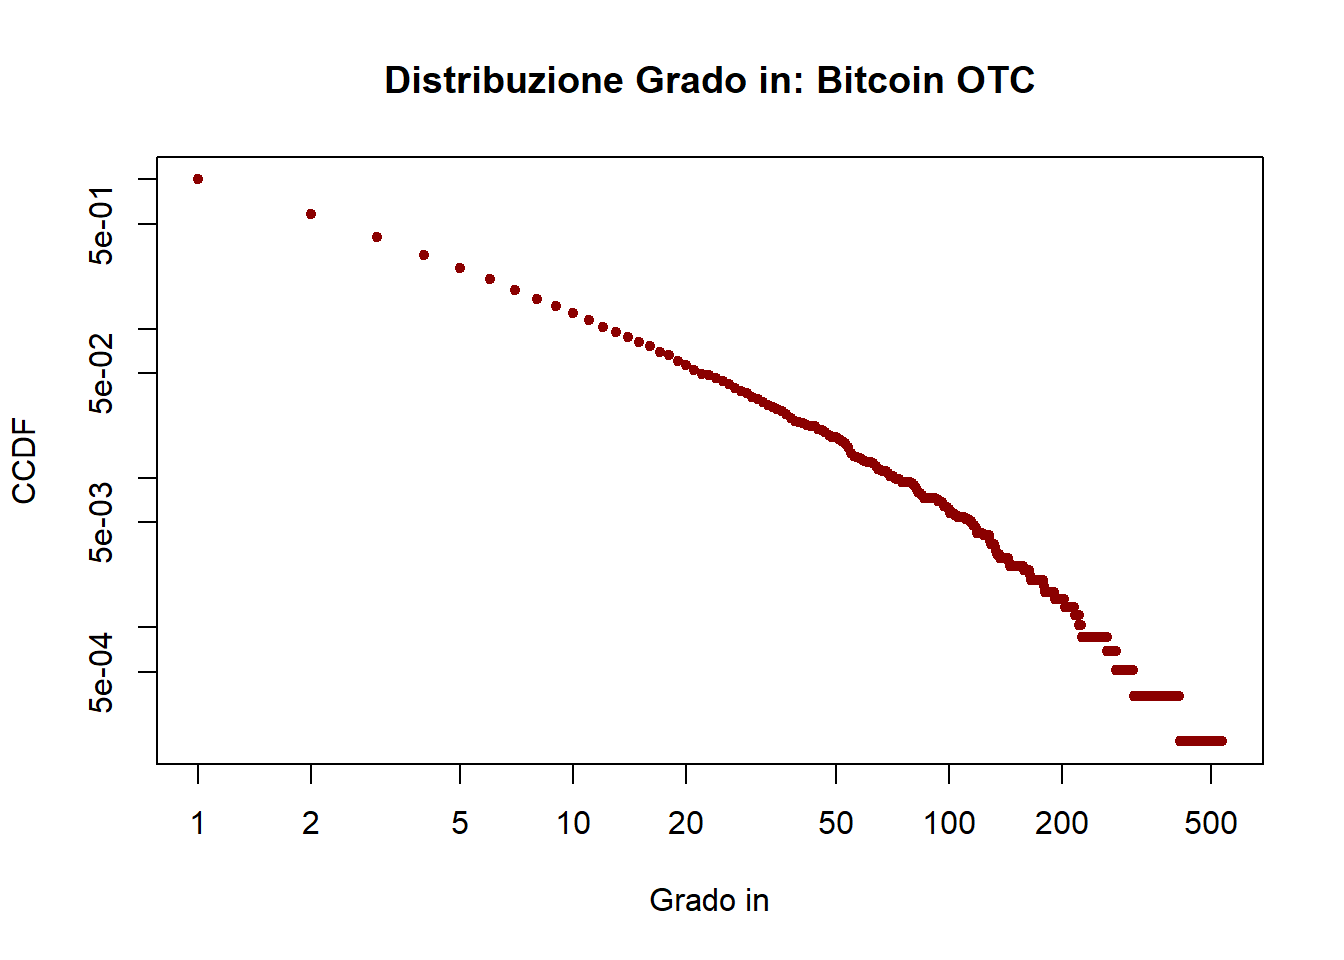 Distribuzione Grado in: Bitcoin OTC
5e-01
5e-02
5e-03
5e-04
CCDF
1 2 5 10 20 50 100 200 500
Grado in